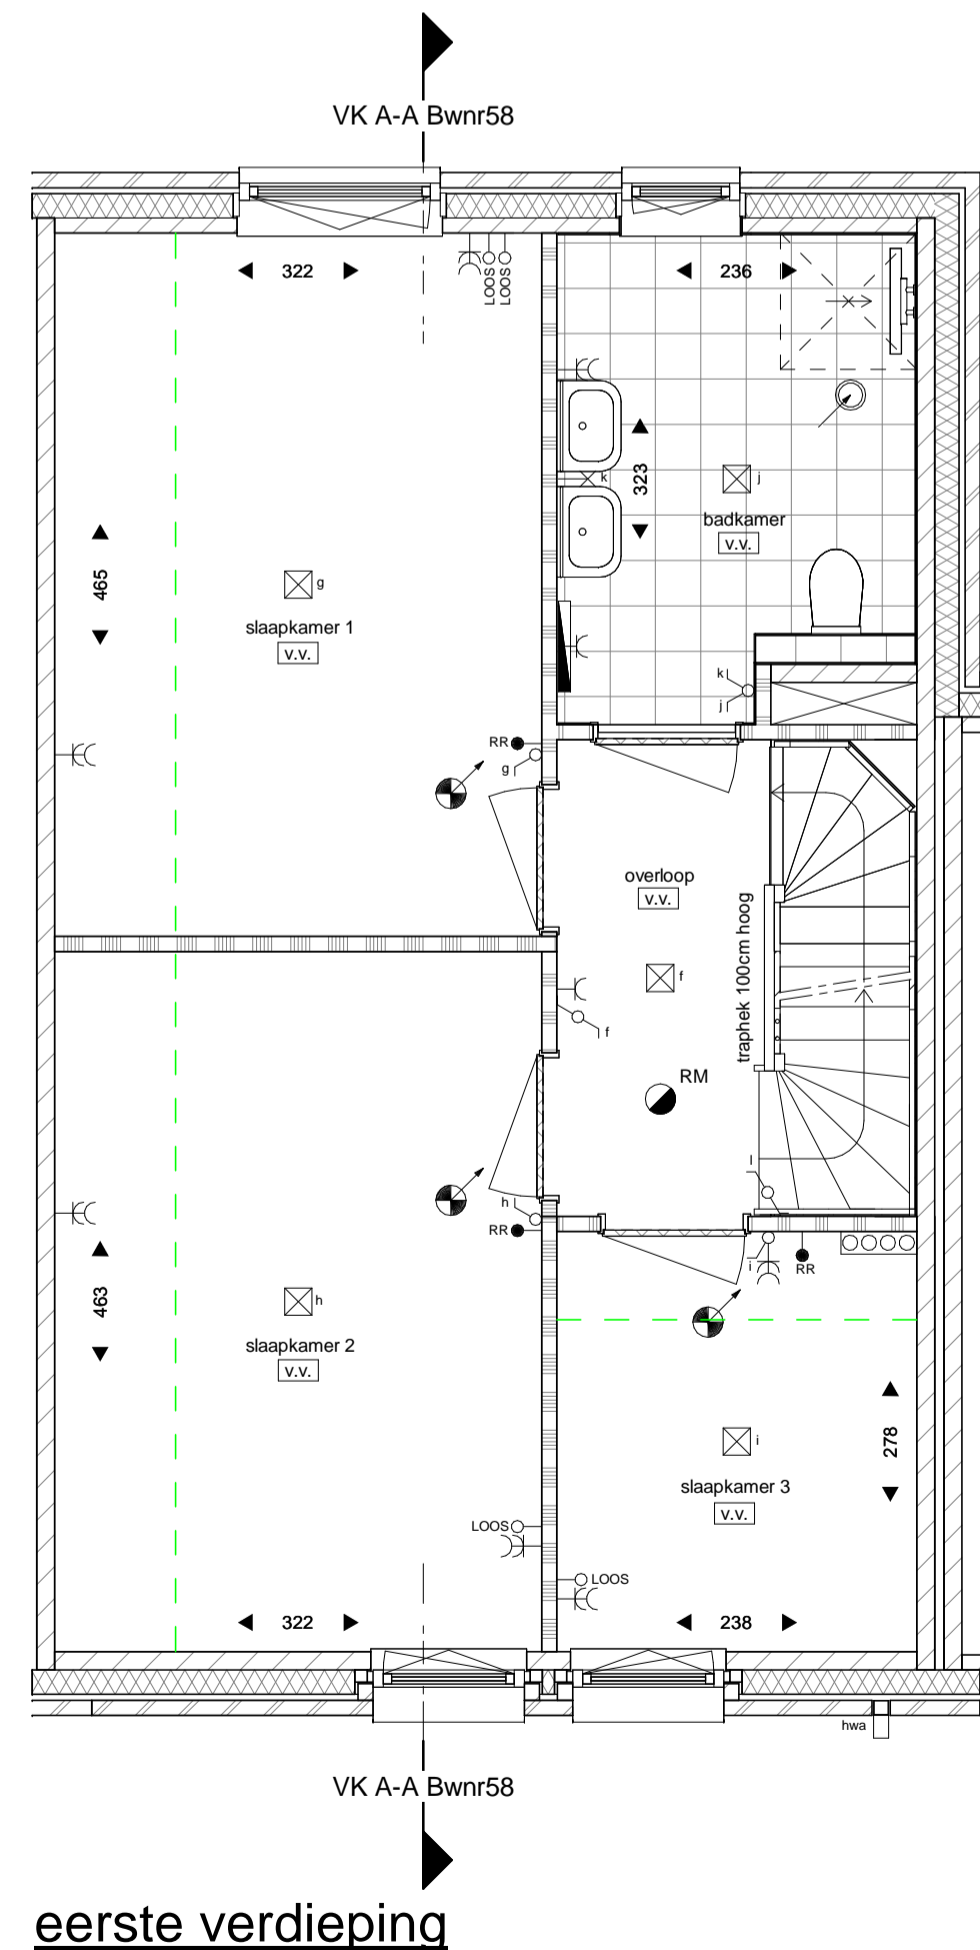 VK A-A Bwnr58
322
LOOS
LOOS
236
323
k
j
badkamer
v.v.
465
g
slaapkamer 1
v.v.
k
j
RR
g
overloop
v.v.
traphek 100cm hoog
f
f
RM
l
h
RR
i
RR
463
h
slaapkamer 2
v.v.
278
i
slaapkamer 3
v.v.
LOOS
LOOS
322
238
hwa
VK A-A Bwnr58
eerste verdieping